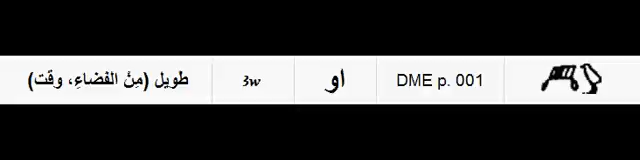 طويل (مِنْ الفضاءِ، وقت) 3w او DME p. 001